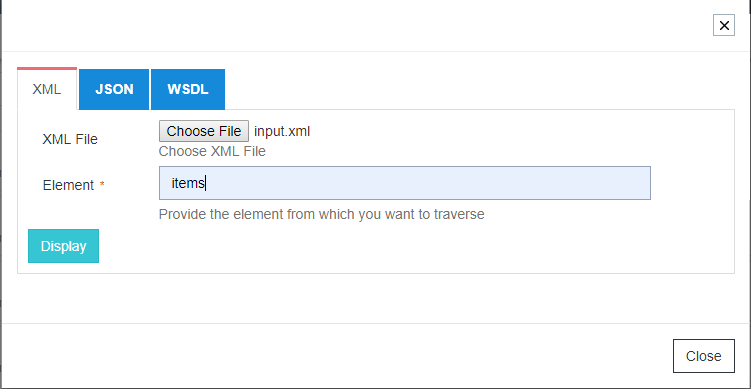 XML JSON WSDL
XML File Choose File input.xml
Choose XML File
Element * items
Provide the element from which you want to traverse
Display
Close